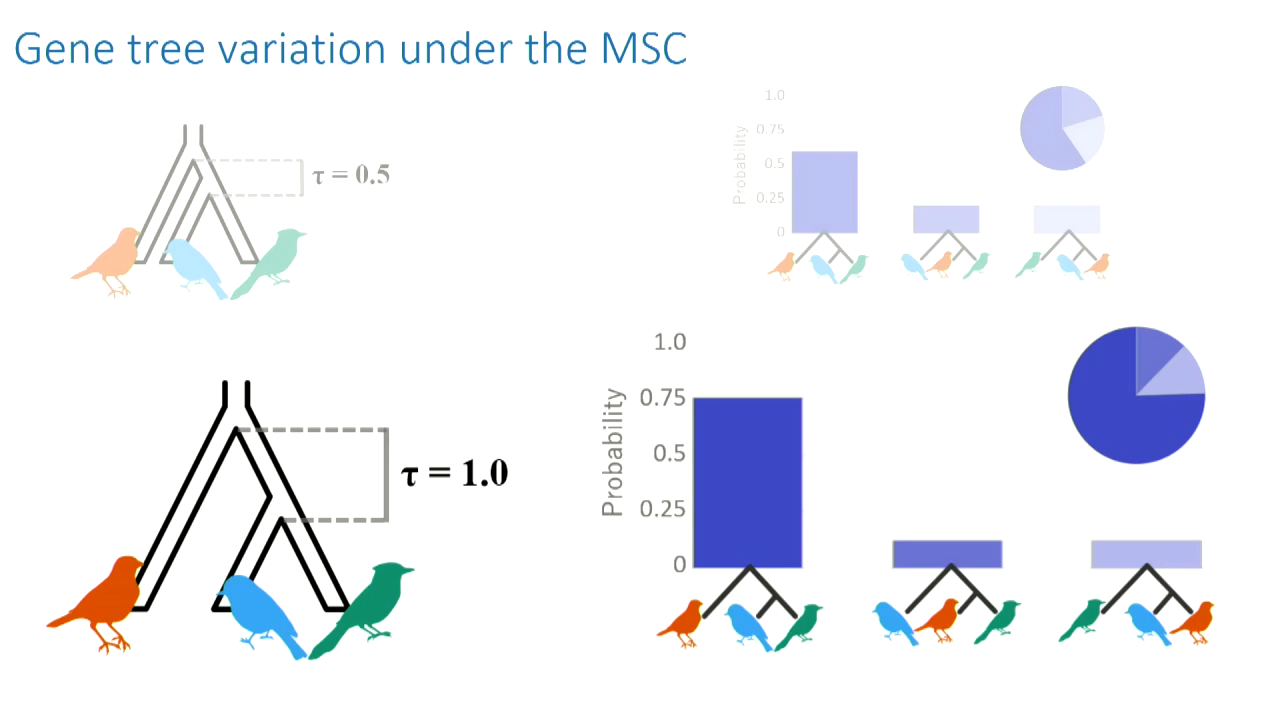 Gene tree variation under the MSC
τ = 0.5
Probability
1.0
0.75
0.5
0.25
0
τ = 1.0
Probability
1.0
0.75
0.5
0.25
0